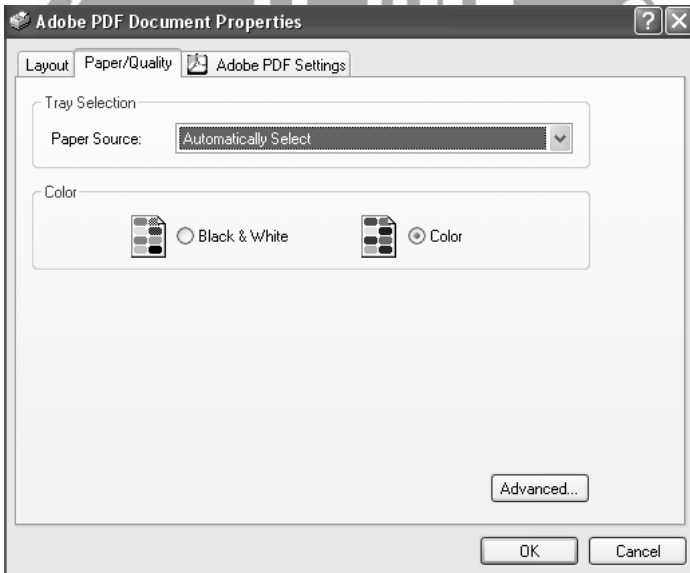 Adobe PDF Document Properties
Layout Paper/Quality Adobe PDF Settings
Tray Selection
Paper Source: Automatically Select
Color
Black & White Color
Advanced...
OK Cancel